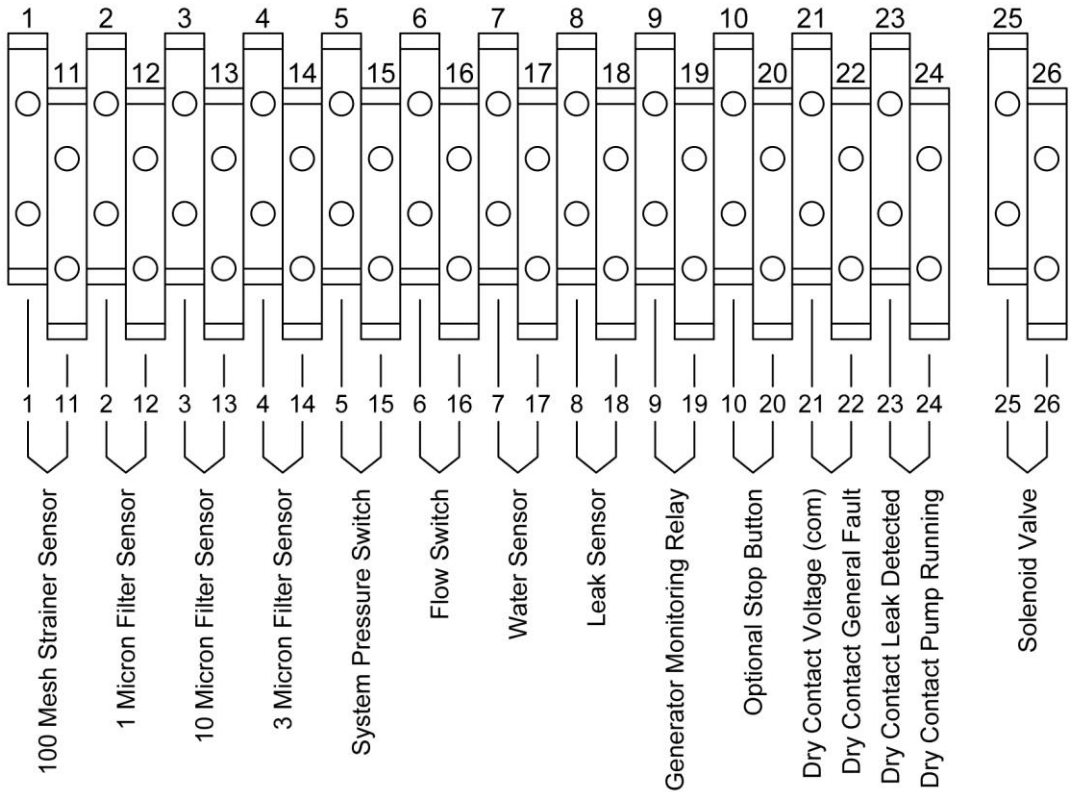 1 2 3 4 5 6 7 8 9 10 21 23 25
11 12 13 14 15 16 17 18 19 20 22 24 26
1 11 2 12 3 13 4 14 5 15 6 16 7 17 8 18 9 19 10 20 21 22 23 24 25 26
100 Mesh Strainer Sensor
1 Micron Filter Sensor
10 Micron Filter Sensor
3 Micron Filter Sensor
System Pressure Switch
Flow Switch
Water Sensor
Leak Sensor
Generator Monitoring Relay
Optional Stop Button
Dry Contact Voltage (com)
Dry Contact General Fault
Dry Contact Leak Detected
Dry Contact Pump Running
Solenoid Valve